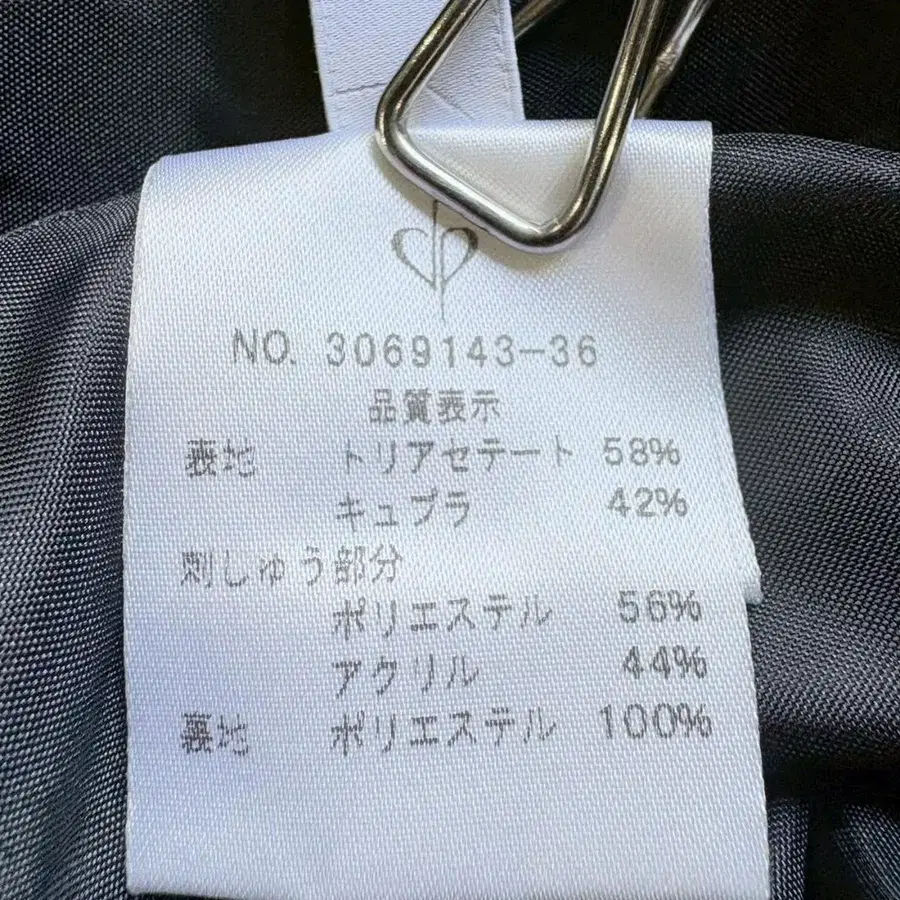 NO. 3069143-36
品質表示
表地 トリアセテート 58%
キュプラ 42%
刺しゅう部分
ポリエステル 56%
アクリル 44%
裏地 ポリエステル 100%